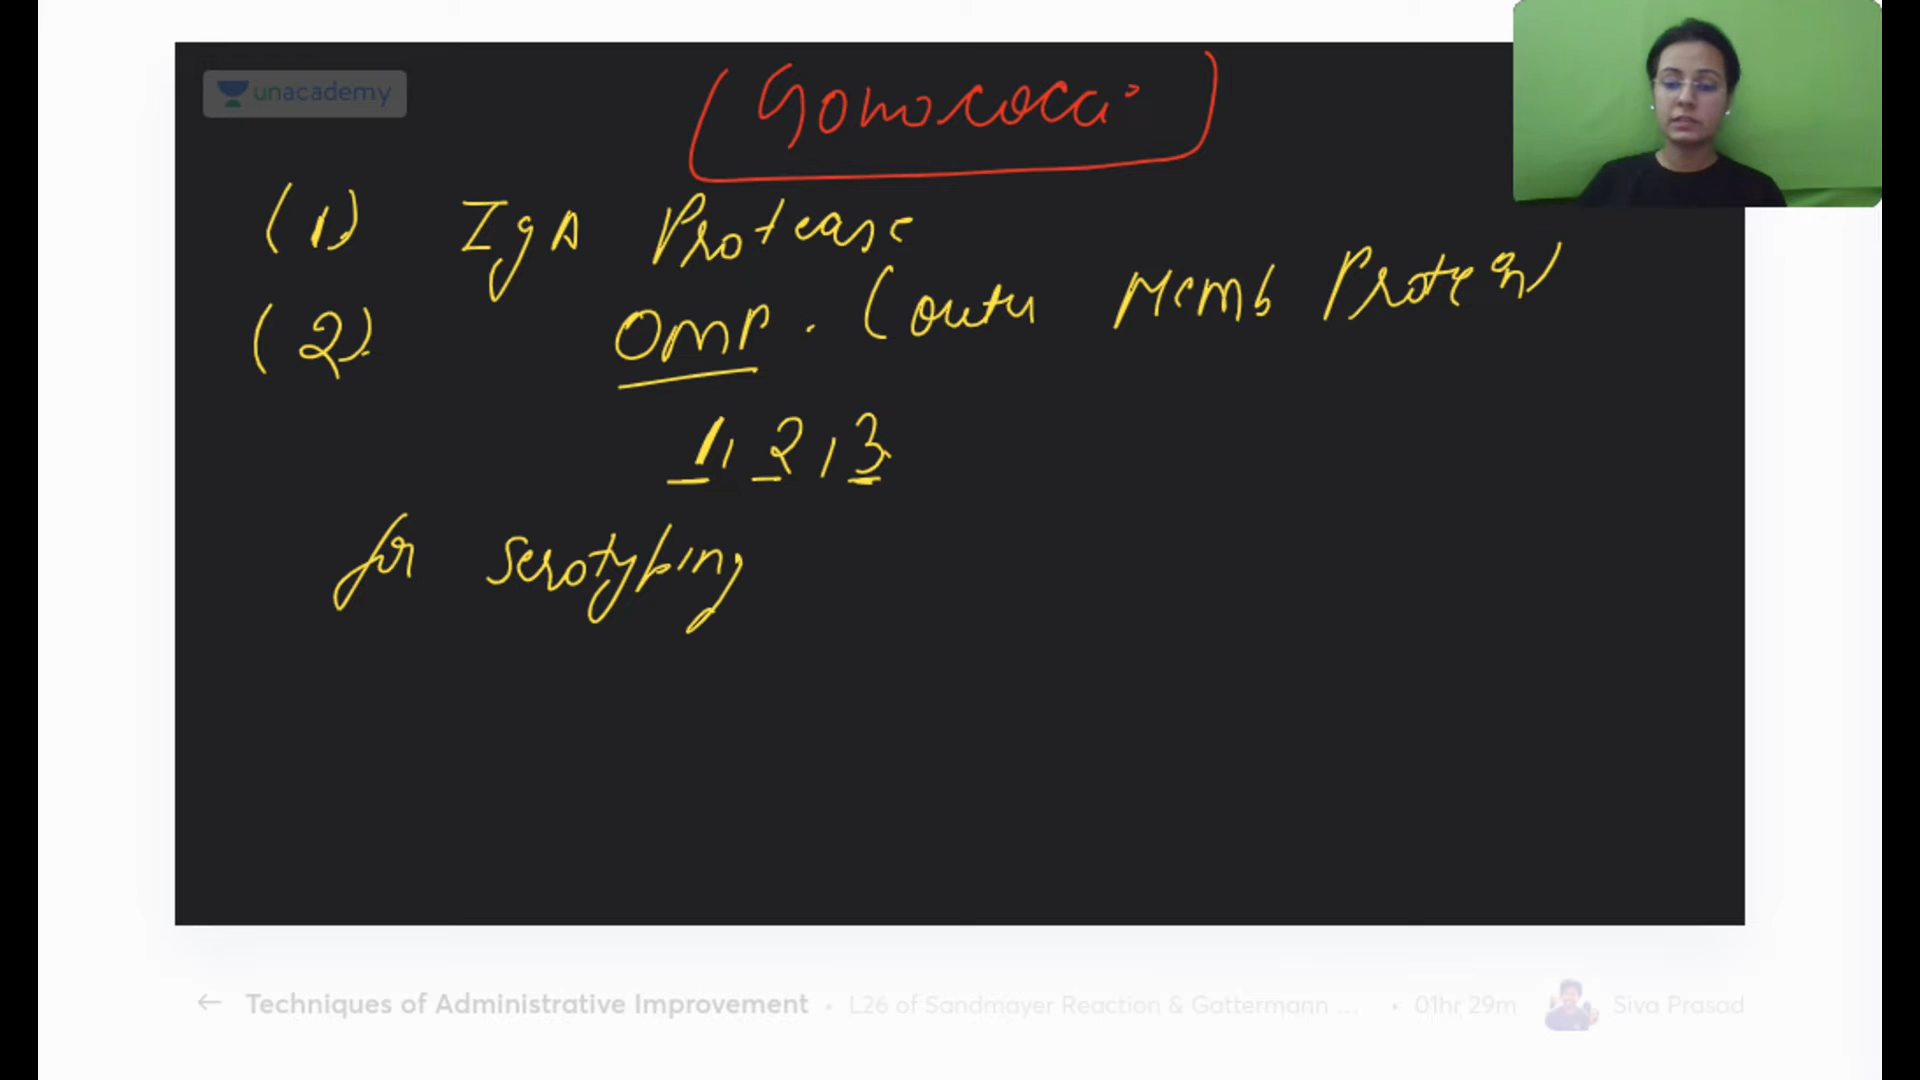 unacademy
(Gonococci)
(1) IgA Protease
(2) OMP. (outer Memb Protein)
1, 2, 3
for Serotyping
← Techniques of Administrative Improvement • L26 of Sandmayer Reaction & Gattermann ... • 01hr 29m Siva Prasad